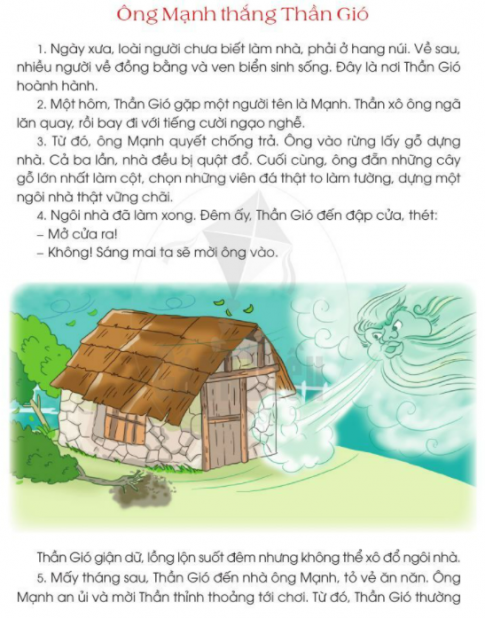 Ông Mạnh thắng Thần Gió
1. Ngày xưa, loài người chưa biết làm nhà, phải ở hang núi. Về sau,
nhiều người về đồng bằng và ven biển sinh sống. Đây là nơi Thần Gió
hoành hành.
2. Một hôm, Thần Gió gặp một người tên là Mạnh. Thần xô ông ngã
lăn quay, rồi bay đi với tiếng cười ngạo nghễ.
3. Từ đó, ông Mạnh quyết chống trả. Ông vào rừng lấy gỗ dựng
nhà. Cả ba lần, nhà đều bị quật đổ. Cuối cùng, ông đẵn những cây
gỗ lớn nhất làm cột, chọn những viên đá thật to làm tường, dựng một
ngôi nhà thật vững chãi.
4. Ngôi nhà đã làm xong. Đêm ấy, Thần Gió đến đập cửa, thét:
– Mở cửa ra!
– Không! Sáng mai ta sẽ mời ông vào.
Thần Gió giận dữ, lồng lộn suốt đêm nhưng không thể xô đổ ngôi nhà.
5. Mấy tháng sau, Thần Gió đến nhà ông Mạnh, tỏ vẻ ăn năn. Ông
Mạnh an ủi và mời Thần thỉnh thoảng tới chơi. Từ đó, Thần Gió thường